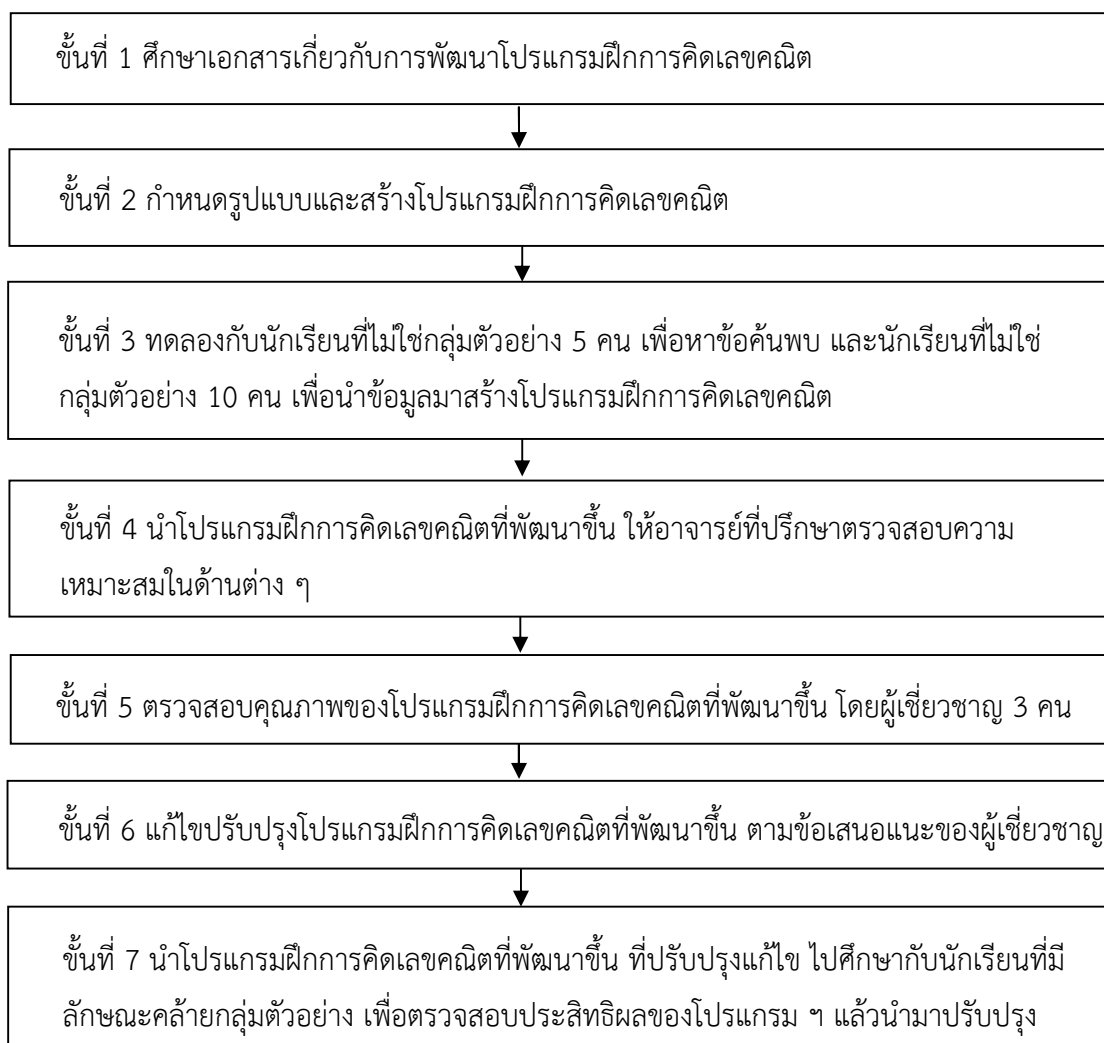 ขั้นที่ 1 ศึกษาเอกสารเกี่ยวกับการพัฒนาโปรแกรมฝึกการคิดเลขคณิต
ขั้นที่ 2 กำหนดรูปแบบและสร้างโปรแกรมฝึกการคิดเลขคณิต
ขั้นที่ 3 ทดลองกับนักเรียนที่ไม่ใช่กลุ่มตัวอย่าง 5 คน เพื่อหาข้อค้นพบ และนักเรียนที่ไม่ใช่
กลุ่มตัวอย่าง 10 คน เพื่อนำข้อมูลมาสร้างโปรแกรมฝึกการคิดเลขคณิต
ขั้นที่ 4 นำโปรแกรมฝึกการคิดเลขคณิตที่พัฒนาขึ้น ให้อาจารย์ที่ปรึกษาตรวจสอบความ
เหมาะสมในด้านต่าง ๆ
ขั้นที่ 5 ตรวจสอบคุณภาพของโปรแกรมฝึกการคิดเลขคณิตที่พัฒนาขึ้น โดยผู้เชี่ยวชาญ 3 คน
ขั้นที่ 6 แก้ไขปรับปรุงโปรแกรมฝึกการคิดเลขคณิตที่พัฒนาขึ้น ตามข้อเสนอแนะของผู้เชี่ยวชาญ
ขั้นที่ 7 นำโปรแกรมฝึกการคิดเลขคณิตที่พัฒนาขึ้น ที่ปรับปรุงแก้ไข ไปศึกษากับนักเรียนที่มี
ลักษณะคล้ายกลุ่มตัวอย่าง เพื่อตรวจสอบประสิทธิผลของโปรแกรม ฯ แล้วนำมาปรับปรุง